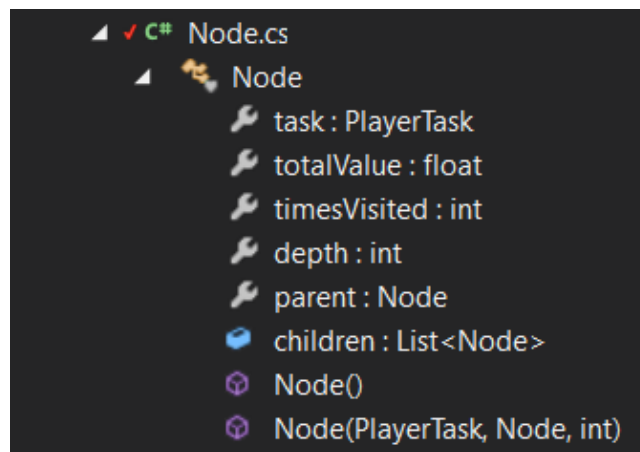 C# Node.cs
Node
task : PlayerTask
totalValue : float
timesVisited : int
depth : int
parent : Node
children : List<Node>
Node()
Node(PlayerTask, Node, int)